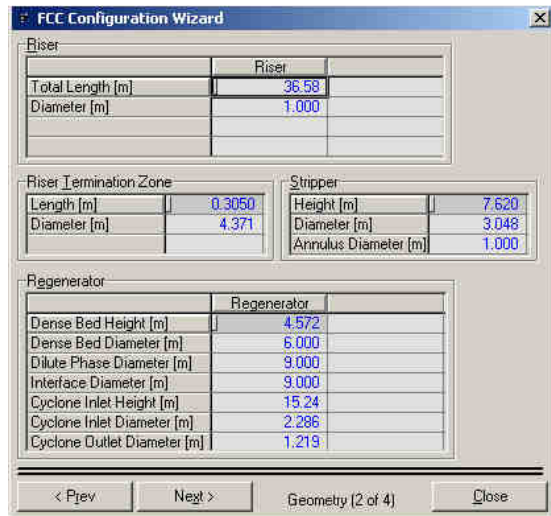 FCC Configuration Wizard
Riser
Riser
Total Length [m] 36.58
Diameter [m] 1.000
Riser Termination Zone
Length [m] 0.3050
Diameter [m] 4.371
Stripper
Height [m] 7.620
Diameter [m] 3.048
Annulus Diameter [m] 1.000
Regenerator
Regenerator
Dense Bed Height [m] 4.572
Dense Bed Diameter [m] 6.000
Dilute Phase Diameter [m] 9.000
Interface Diameter [m] 9.000
Cyclone Inlet Height [m] 15.24
Cyclone Inlet Diameter [m] 2.286
Cyclone Outlet Diameter [m] 1.219
< Prev Next > Geometry (2 of 4) Close